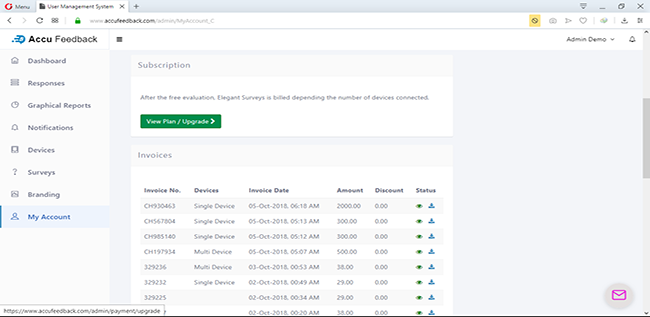 Menu
User Management System
www.accufeedback.com/admin/MyAccount_C
Accu Feedback
Admin Demo
Dashboard
Responses
Graphical Reports
Notifications
Devices
Surveys
Branding
My Account
Subscription
After the free evaluation, Elegant Surveys is billed depending the number of devices connected.
View Plan / Upgrade
Invoices
Invoice No. Devices Invoice Date Amount Discount Status
CH930463 Single Device 05-Oct-2018, 06:18 AM 2000.00 0.00
CH567804 Single Device 05-Oct-2018, 05:13 AM 300.00 0.00
CH985140 Single Device 05-Oct-2018, 05:12 AM 300.00 0.00
CH197934 Multi Device 05-Oct-2018, 05:07 AM 500.00 0.00
329236 Multi Device 03-Oct-2018, 00:53 AM 38.00 0.00
329232 Single Device 02-Oct-2018, 00:49 AM 29.00 0.00
329225 02-Oct-2018, 00:34 AM 29.00 0.00
02-Oct-2018, 00:20 AM 38.00 0.00
https://www.accufeedback.com/admin/payment/upgrade